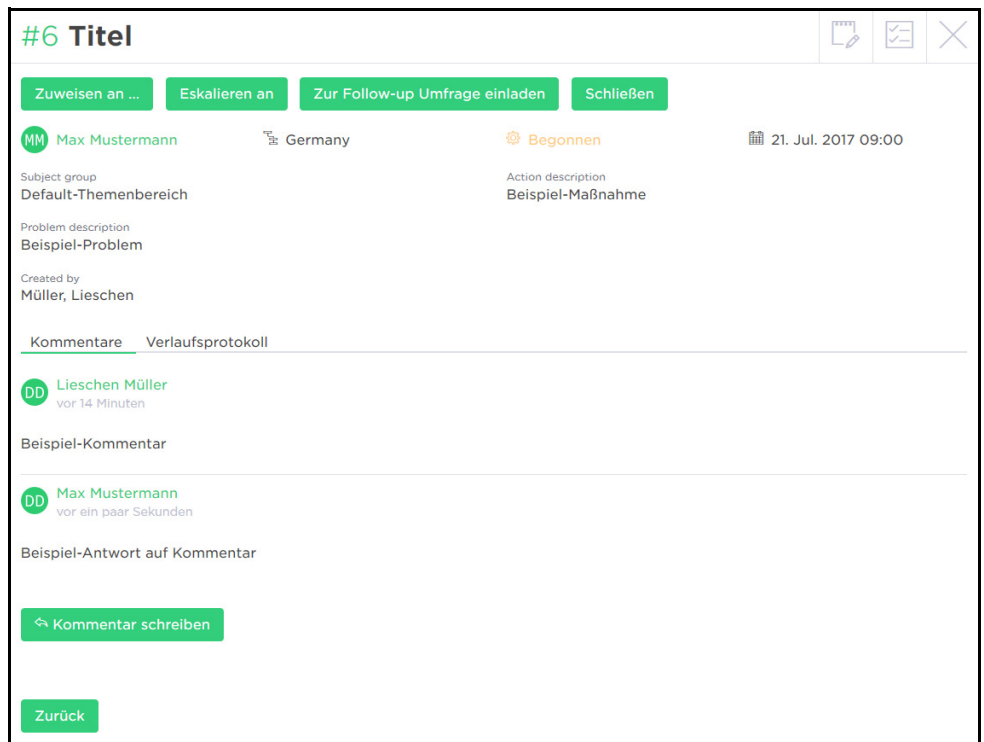 #6 Titel
Zuweisen an ... Eskalieren an Zur Follow-up Umfrage einladen Schließen
MM Max Mustermann Germany Begonnen 21. Jul. 2017 09:00
Subject group Action description
Default-Themenbereich Beispiel-Maßnahme
Problem description
Beispiel-Problem
Created by
Müller, Lieschen
Kommentare Verlaufsprotokoll
DD Lieschen Müller
vor 14 Minuten
Beispiel-Kommentar
DD Max Mustermann
vor ein paar Sekunden
Beispiel-Antwort auf Kommentar
Kommentar schreiben
Zurück